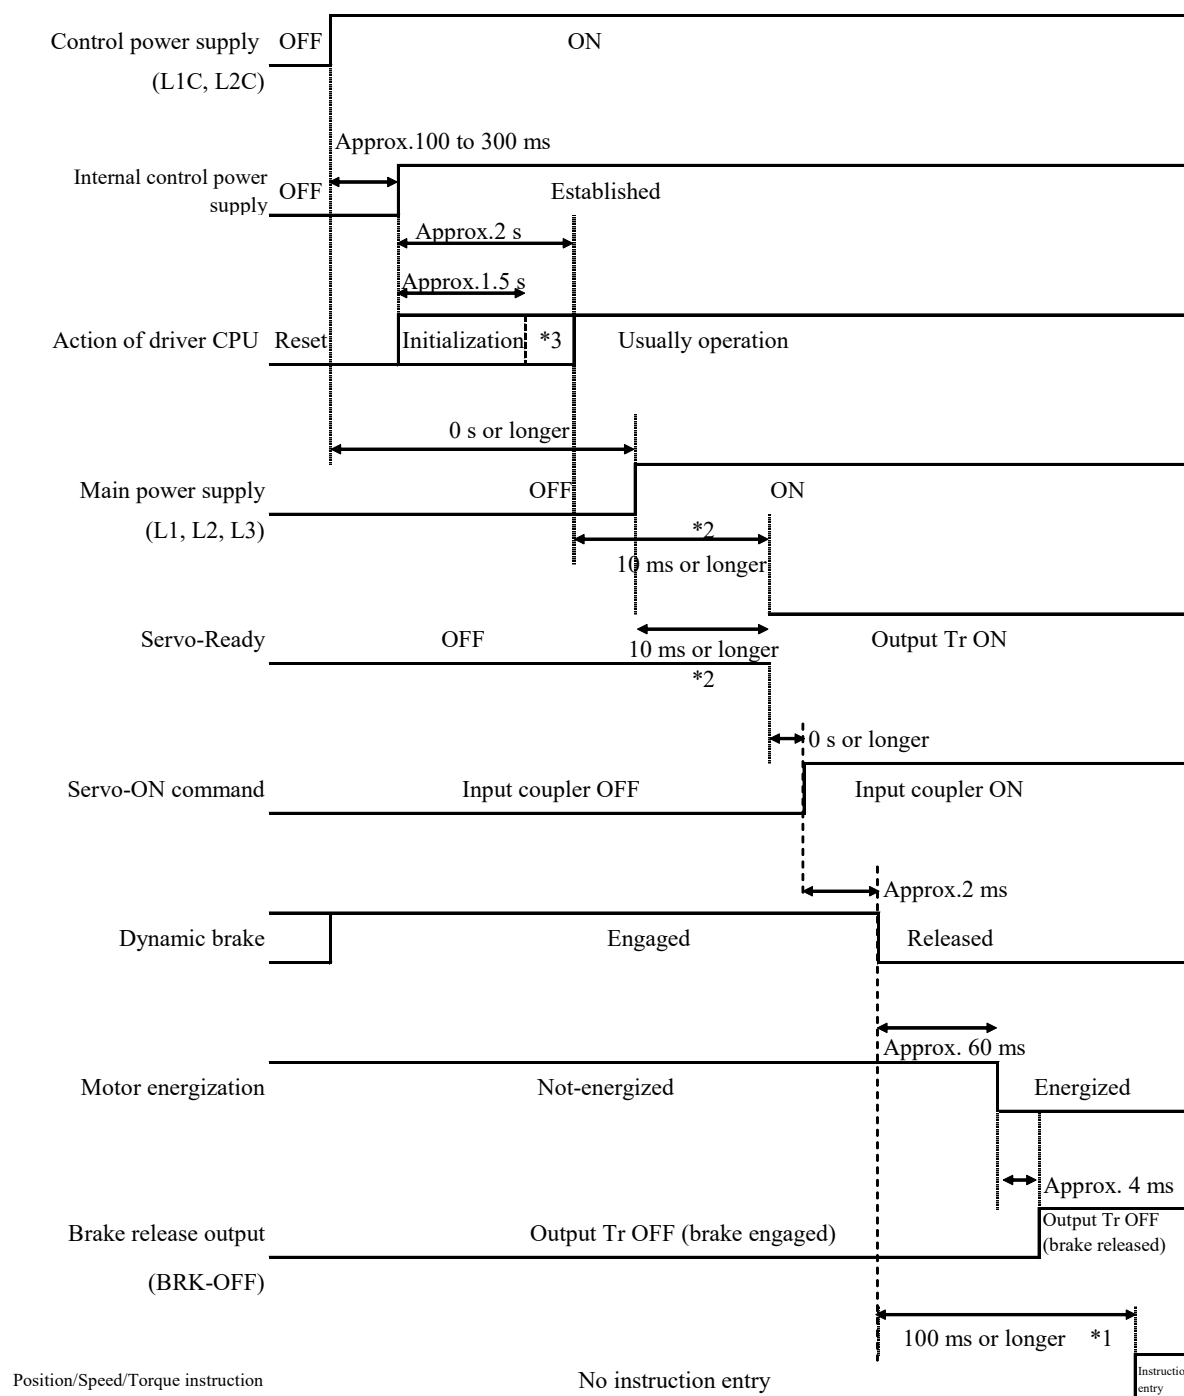 Control power supply OFF ON
(L1C, L2C)
Approx.100 to 300 ms
Internal control power
supply OFF Established
Approx.2 s
Approx.1.5 s
Action of driver CPU Reset Initialization *3 Usually operation
0 s or longer
Main power supply OFF ON
(L1, L2, L3)
*2
10 ms or longer
Servo-Ready OFF Output Tr ON
10 ms or longer
*2
0 s or longer
Servo-ON command Input coupler OFF Input coupler ON
Approx.2 ms
Dynamic brake Engaged Released
Approx. 60 ms
Motor energization Not-energized Energized
Approx. 4 ms
Brake release output Output Tr OFF (brake engaged) Output Tr OFF
(brake released)
(BRK-OFF)
100 ms or longer *1
Position/Speed/Torque instruction No instruction entry Instructio
entry